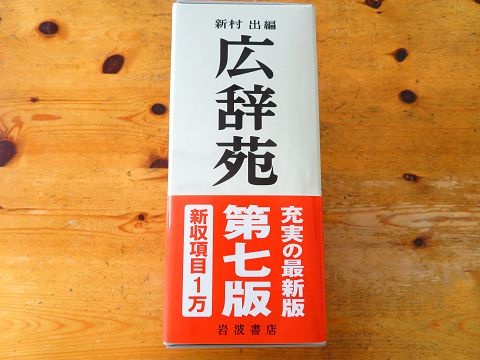 新村 出編
広辞苑
充実の最新版
第七版
新収項目1万
岩波書店